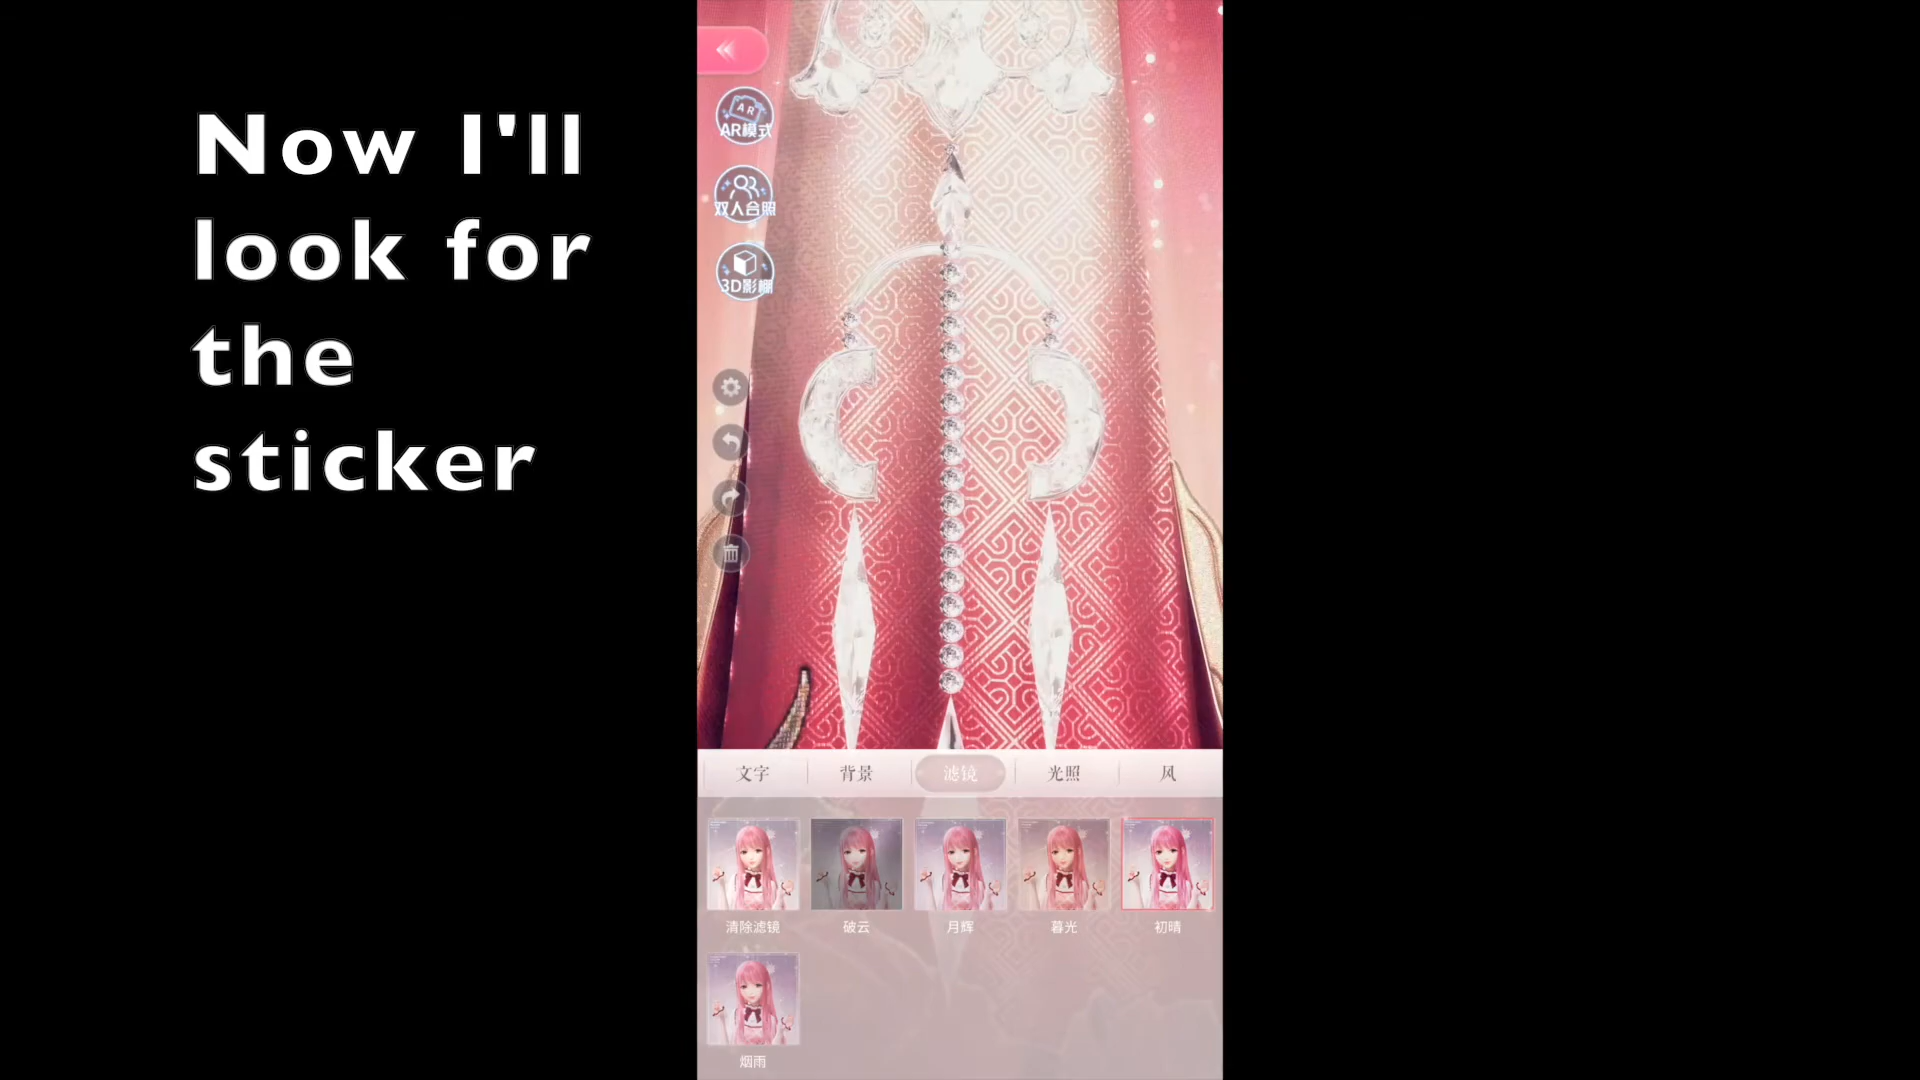 Now I'll
look for
the
sticker
AR
AR模式
双人合照
3D影棚
文字 背景 滤镜 光照 风
清除滤镜 破云 月辉 暮光 初晴
烟雨